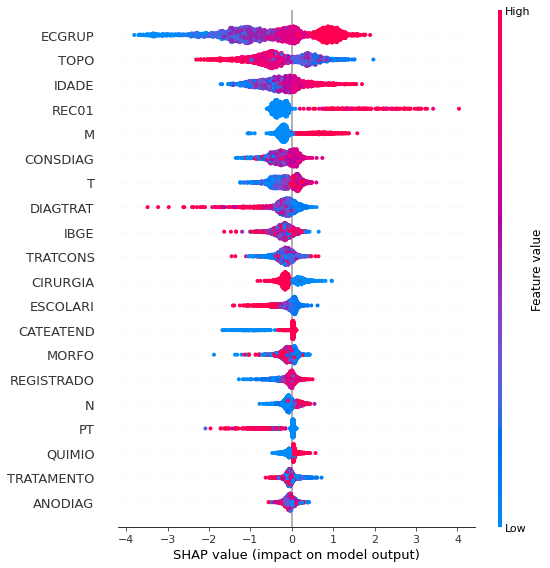 High
ECGRUP
TOPO
IDADE
REC01
M
CONSDIAG
T
DIAGTRAT
IBGE
TRATCONS
CIRURGIA
ESCOLARI
CATEATEND
MORFO
REGISTRADO
N
PT
QUIMIO
TRATAMENTO
ANODIAG
Feature value
Low
−4 −3 −2 −1 0 1 2 3 4
SHAP value (impact on model output)